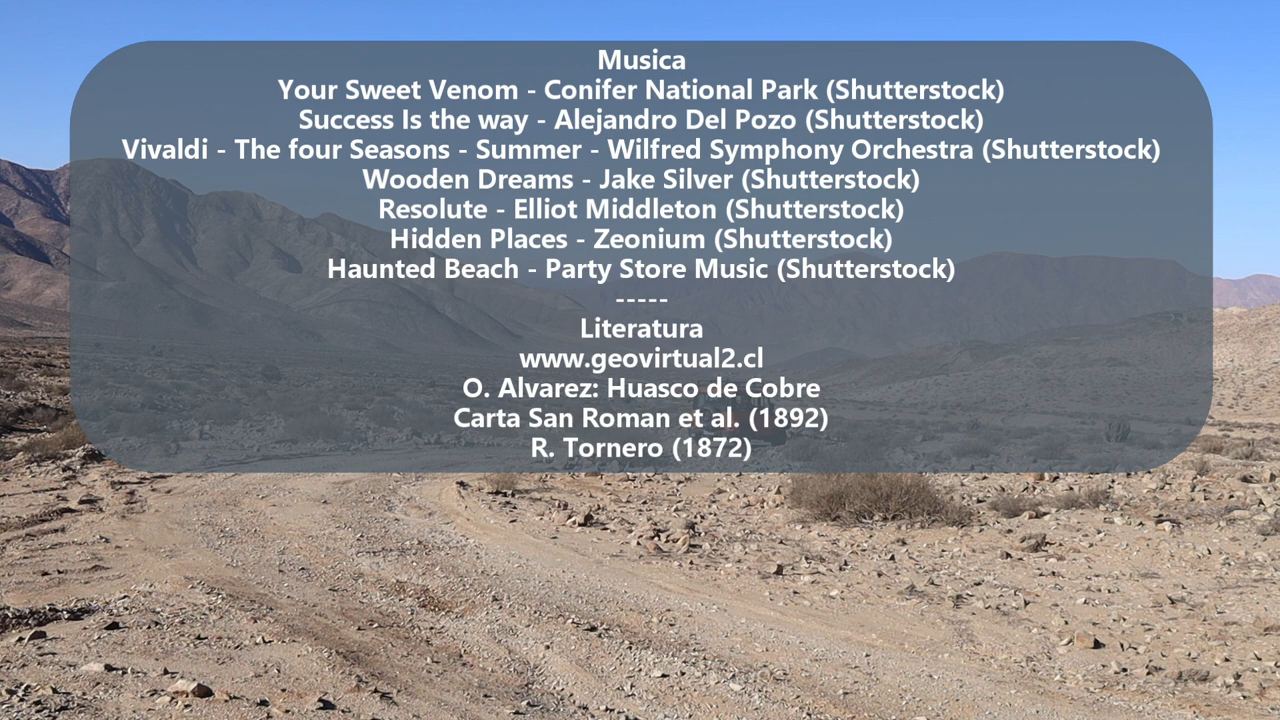 Musica
Your Sweet Venom - Conifer National Park (Shutterstock)
Success Is the way - Alejandro Del Pozo (Shutterstock)
Vivaldi - The four Seasons - Summer - Wilfred Symphony Orchestra (Shutterstock)
Wooden Dreams - Jake Silver (Shutterstock)
Resolute - Elliot Middleton (Shutterstock)
Hidden Places - Zeonium (Shutterstock)
Haunted Beach - Party Store Music (Shutterstock)
-----
Literatura
www.geovirtual2.cl
O. Alvarez: Huasco de Cobre
Carta San Roman et al. (1892)
R. Tornero (1872)